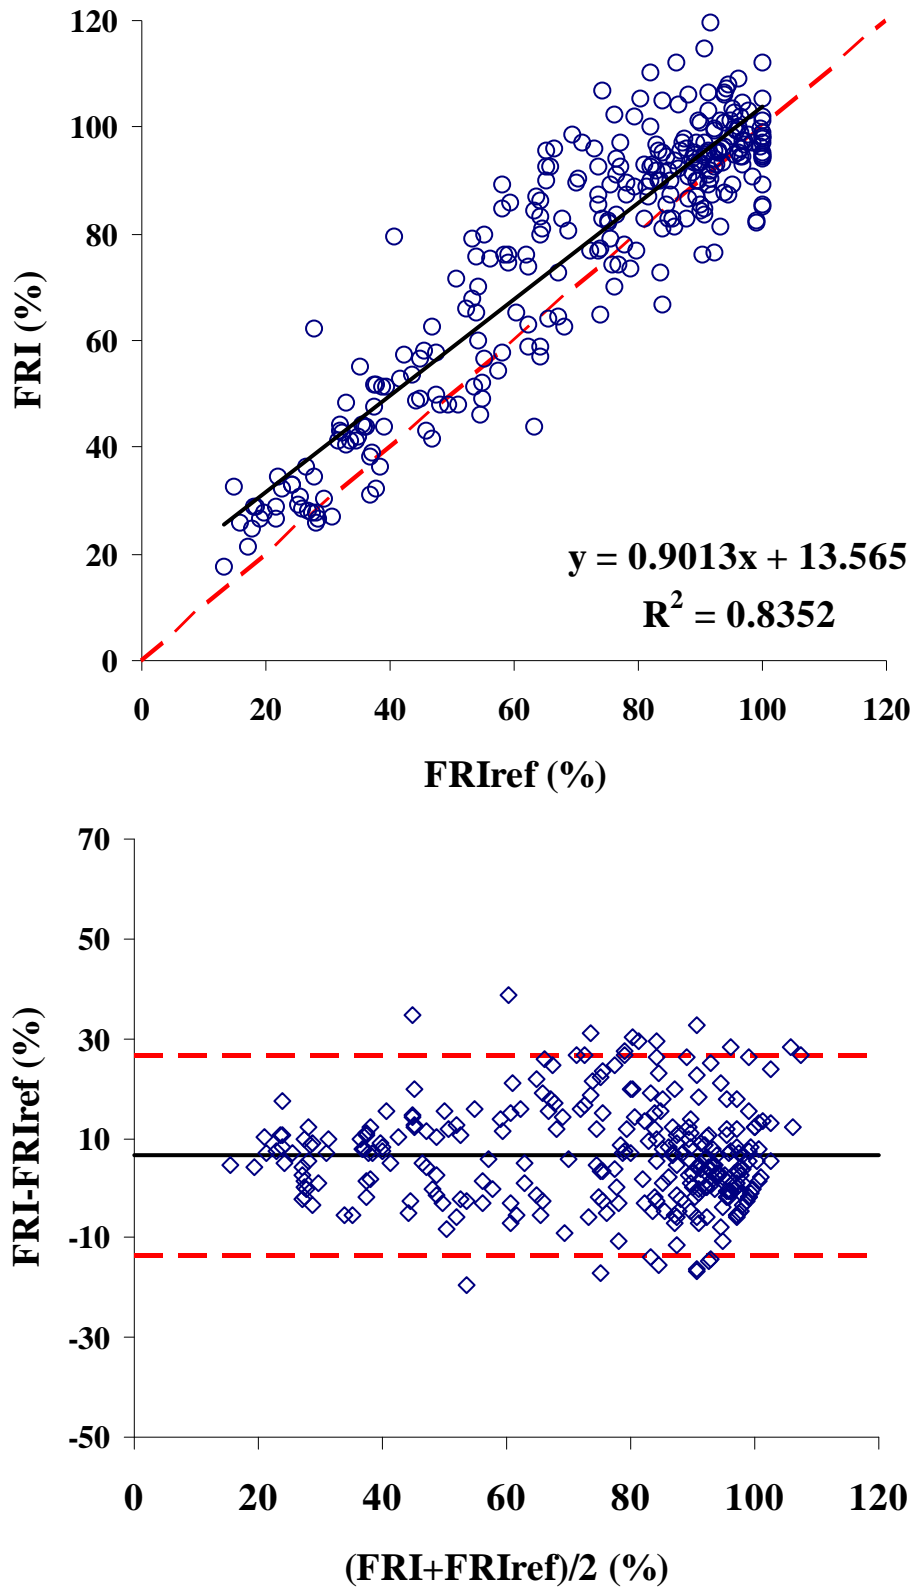 120
100
80
60
40
20
0
FRI (%)
y = 0.9013x + 13.565
R² = 0.8352
0 20 40 60 80 100 120
FRIref (%)
70
50
30
10
-10
-30
-50
FRI-FRIref (%)
0 20 40 60 80 100 120
(FRI+FRIref)/2 (%)